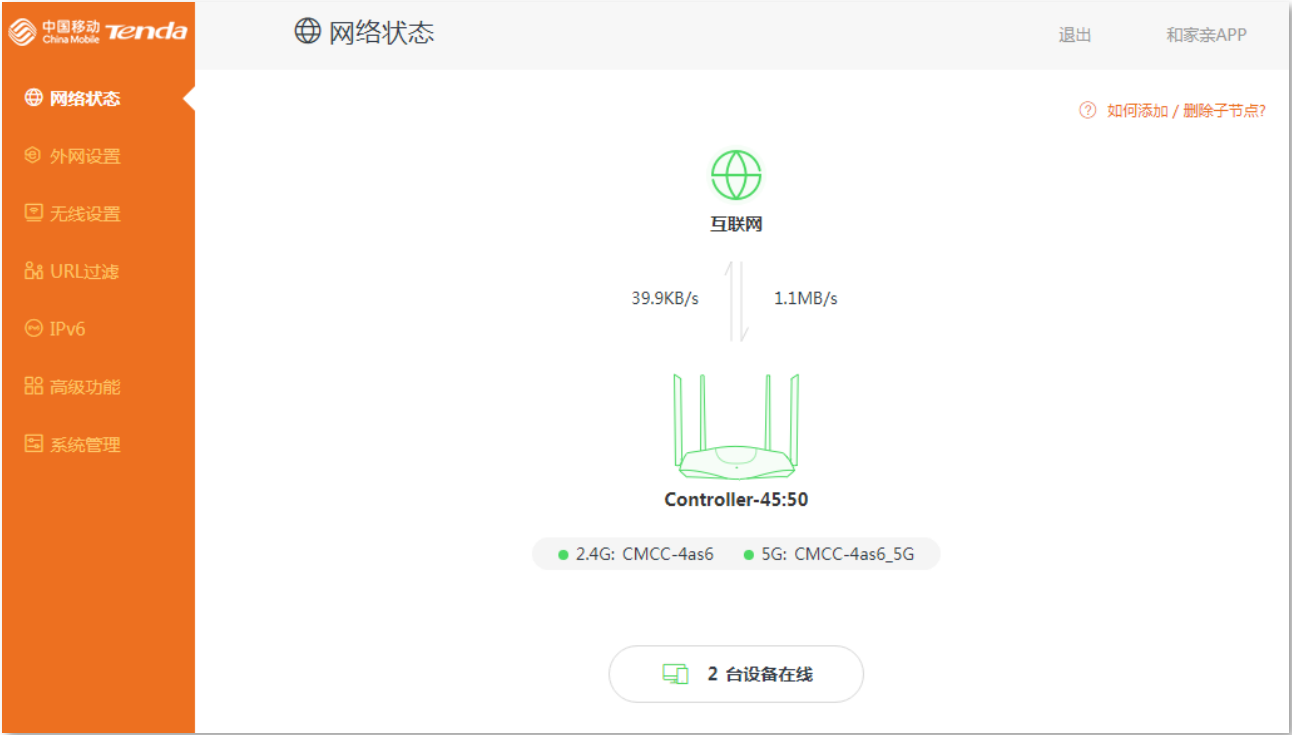 中国移动
China Mobile
Tenda
网络状态
退出
和家亲APP
网络状态
外网设置
无线设置
URL过滤
IPv6
高级功能
系统管理
如何添加 / 删除子节点?
互联网
39.9KB/s
1.1MB/s
Controller-45:50
2.4G: CMCC-4as6
5G: CMCC-4as6_5G
2 台设备在线